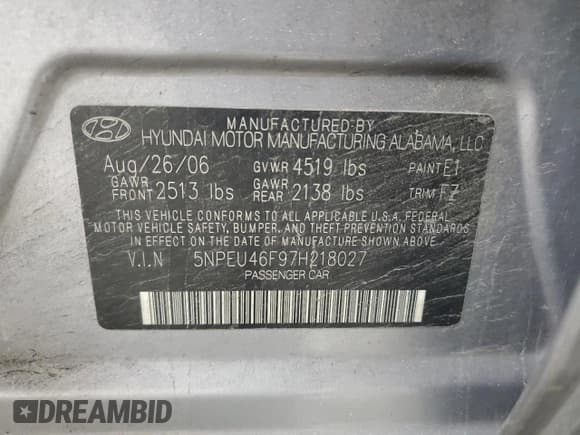 MANUFACTURED BY
HYUNDAI MOTOR MANUFACTURING ALABAMA, LLC
Aug/26/06 GVWR 4519 lbs PAINT E1
GAWR FRONT 2513 lbs GAWR REAR 2138 lbs TRIM FZ
THIS VEHICLE CONFORMS TO ALL APPLICABLE U.S.A. FEDERAL
MOTOR VEHICLE SAFETY, BUMPER, AND THEFT PREVENTION STANDARDS
IN EFFECT ON THE DATE OF MANUFACTURE SHOWN ABOVE.
V.I.N 5NPEU46F97H218027
PASSENGER CAR
DREAMBID